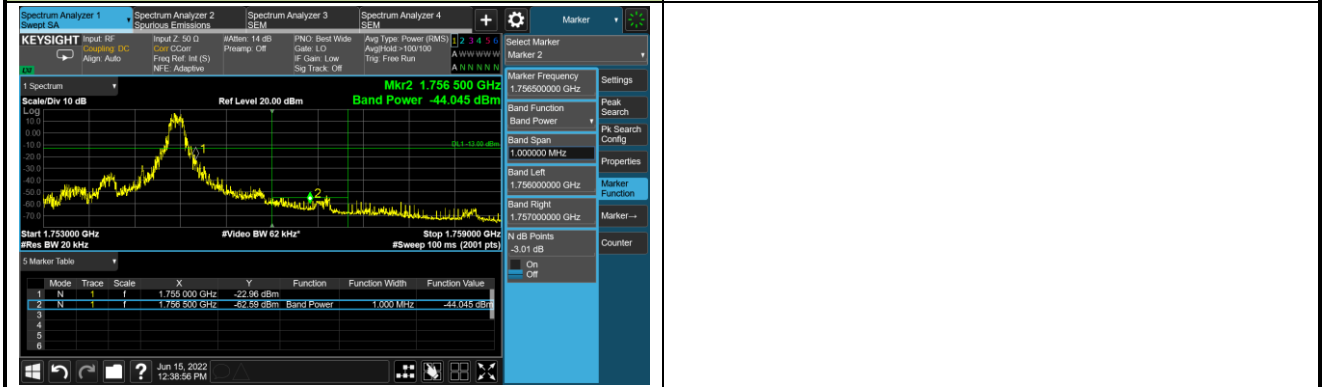 Spectrum Analyzer 1
Swept SA
Spectrum Analyzer 2
Spurious Emissions
Spectrum Analyzer 3
SEM
Spectrum Analyzer 4
SEM
+
Marker
KEYSIGHT
Input: RF
Coupling: DC
Align: Auto
Input Z: 50 Ω
Corr CCorr
Freq Ref: Int (S)
NFE: Adaptive
#Atten: 14 dB
Preamp: Off
PNO: Best Wide
Gate: LO
IF Gain: Low
Sig Track: Off
Avg Type: Power (RMS)
Avg|Hold:>100/100
Trig: Free Run
1 2 3 4 5 6
A W W W W W
A N N N N N
Select Marker
Marker 2
1 Spectrum
Scale/Div 10 dB
Ref Level 20.00 dBm
Mkr2 1.756 500 GHz
Band Power -44.045 dBm
Log
10.0
0.00
-10.0
-20.0
-30.0
-40.0
-50.0
-60.0
-70.0
DL1 -13.00 dBm
1
2
Start 1.753000 GHz
#Res BW 20 kHz
#Video BW 62 kHz*
Stop 1.759000 GHz
#Sweep 100 ms (2001 pts)
Marker Frequency
1.756500000 GHz
Band Function
Band Power
Band Span
1.000000 MHz
Band Left
1.756000000 GHz
Band Right
1.757000000 GHz
N dB Points
-3.01 dB
On
Off
Settings
Peak
Search
Pk Search
Config
Properties
Marker
Function
Marker→
Counter
5 Marker Table
Mode Trace Scale X Y Function Function Width Function Value
1 N 1 f 1.755 000 GHz -22.96 dBm
2 N 1 f 1.756 500 GHz -62.59 dBm Band Power 1.000 MHz -44.045 dBm
3
4
5
6
?
Jun 15, 2022
12:38:56 PM